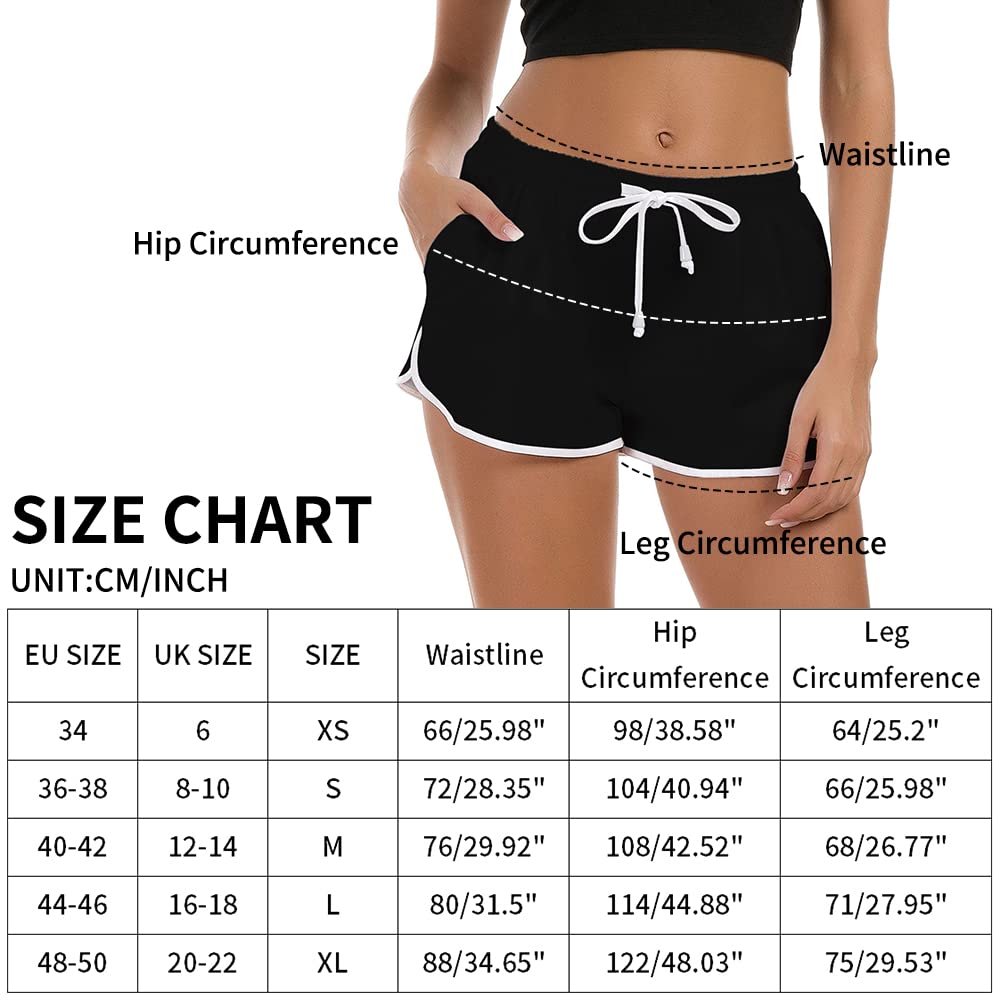 Waistline
Hip Circumference
Leg Circumference
SIZE CHART
UNIT:CM/INCH
EU SIZE UK SIZE SIZE Waistline Hip Circumference Leg Circumference
34 6 XS 66/25.98" 98/38.58" 64/25.2"
36-38 8-10 S 72/28.35" 104/40.94" 66/25.98"
40-42 12-14 M 76/29.92" 108/42.52" 68/26.77"
44-46 16-18 L 80/31.5" 114/44.88" 71/27.95"
48-50 20-22 XL 88/34.65" 122/48.03" 75/29.53"